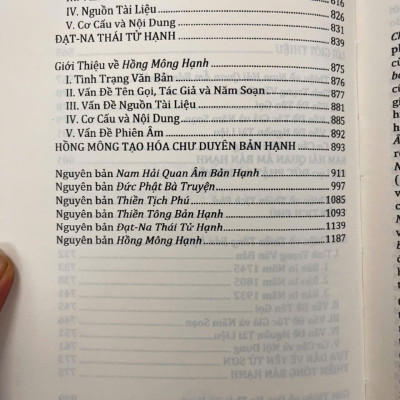 IV. Nguồn Tài Liệu 826
V. Cơ Cấu và Nội Dung 831
ĐẠT-NA THÁI TỬ HẠNH 839
Giới Thiệu về Hồng Mông Hạnh 875
I. Tình Trạng Văn Bản 875
II. Vấn Đề Tên Gọi, Tác Giả và Năm Soạn 877
III. Vấn Đề Nguồn Tài Liệu 881
IV. Cơ Cấu và Nội Dung 882
V. Vấn Đề Phiên Âm 887
HỒNG MÔNG TẠO HÓA CHƯ DUYÊN BẢN HẠNH 893
Nguyên bản Nam Hải Quan Âm Bản Hạnh 911
Nguyên bản Đức Phật Bà Truyện 997
Nguyên bản Thiền Tịch Phú 1085
Nguyên bản Thiền Tông Bản Hạnh 1093
Nguyên bản Đạt-Na Thái Tử Hạnh 1139
Nguyên bản Hồng Mông Hạnh 1187